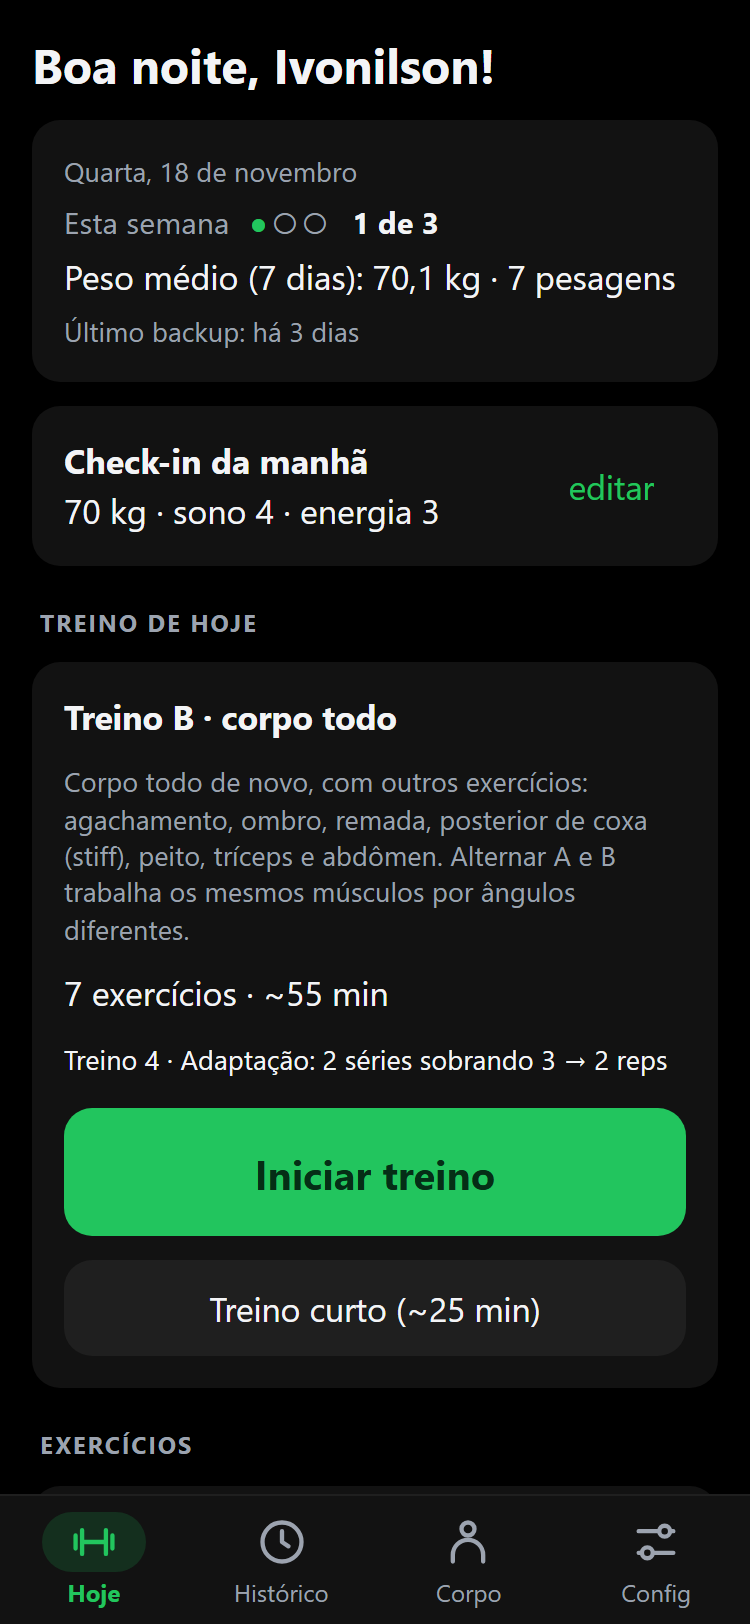 Boa noite, Ivonilson!
Quarta, 18 de novembro
Esta semana ●○○ 1 de 3
Peso médio (7 dias): 70,1 kg · 7 pesagens
Último backup: há 3 dias
Check-in da manhã
70 kg · sono 4 · energia 3
editar
TREINO DE HOJE
Treino B · corpo todo
Corpo todo de novo, com outros exercícios:
agachamento, ombro, remada, posterior de coxa
(stiff), peito, tríceps e abdômen. Alternar A e B
trabalha os mesmos músculos por ângulos
diferentes.
7 exercícios · ~55 min
Treino 4 · Adaptação: 2 séries sobrando 3 → 2 reps
Iniciar treino
Treino curto (~25 min)
EXERCÍCIOS
Hoje
Histórico
Corpo
Config